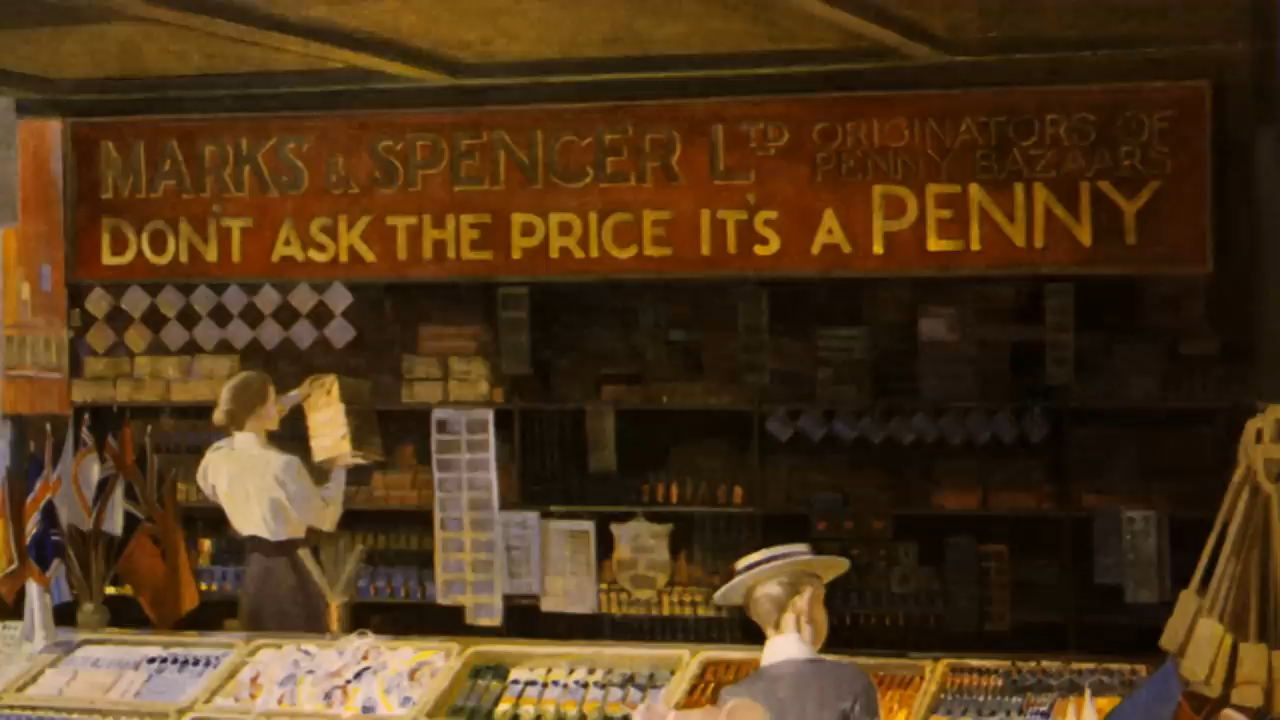 MARKS & SPENCER LTD ORIGINATORS OF
PENNY BAZAARS
DON'T ASK THE PRICE IT'S A PENNY